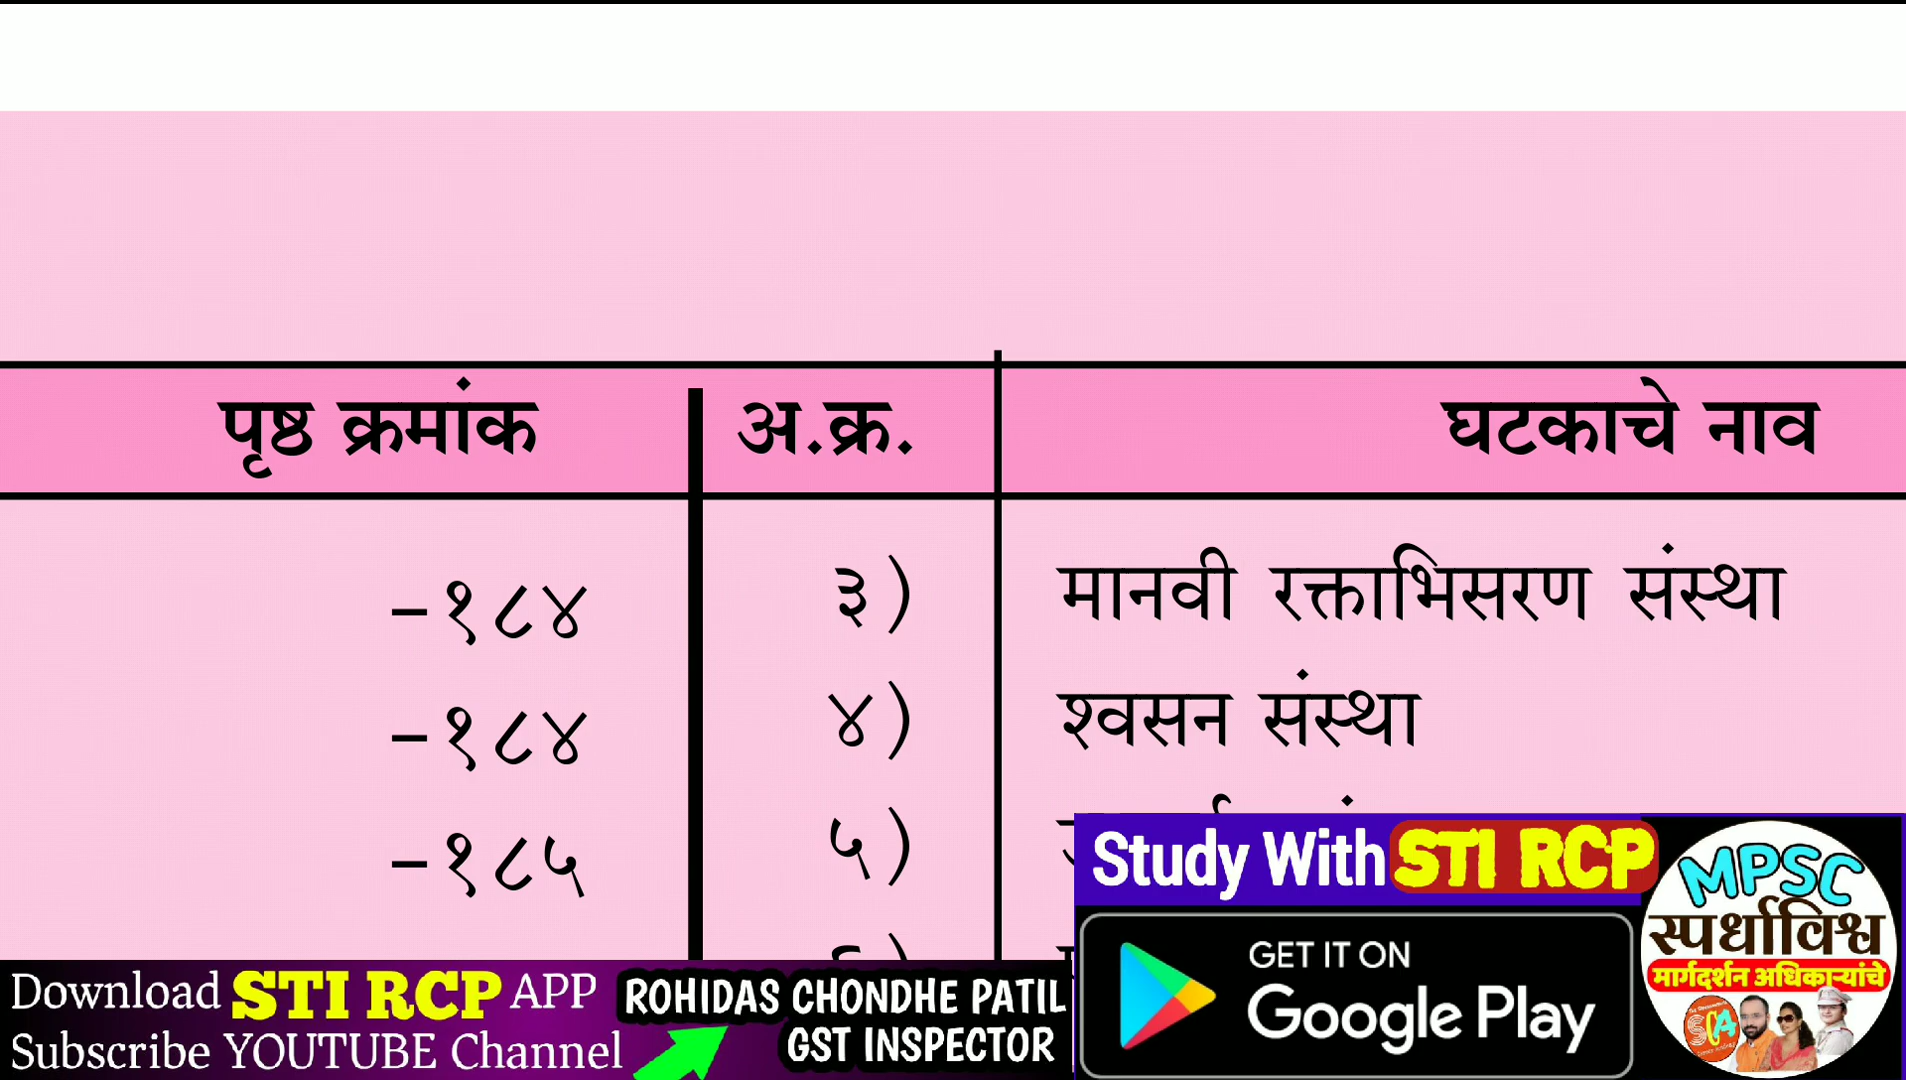 पृष्ठ क्रमांक अ.क्र. घटकाचे नाव
-१८४ ३) मानवी रक्ताभिसरण संस्था
-१८४ ४) श्वसन संस्था
-१८५ ५)
Study With STI RCP
GET IT ON
Google Play
MPSC
स्पर्धाविश्व
मार्गदर्शन अधिकाऱ्यांचे
Download STI RCP APP
Subscribe YOUTUBE Channel
ROHIDAS CHONDHE PATIL
GST INSPECTOR